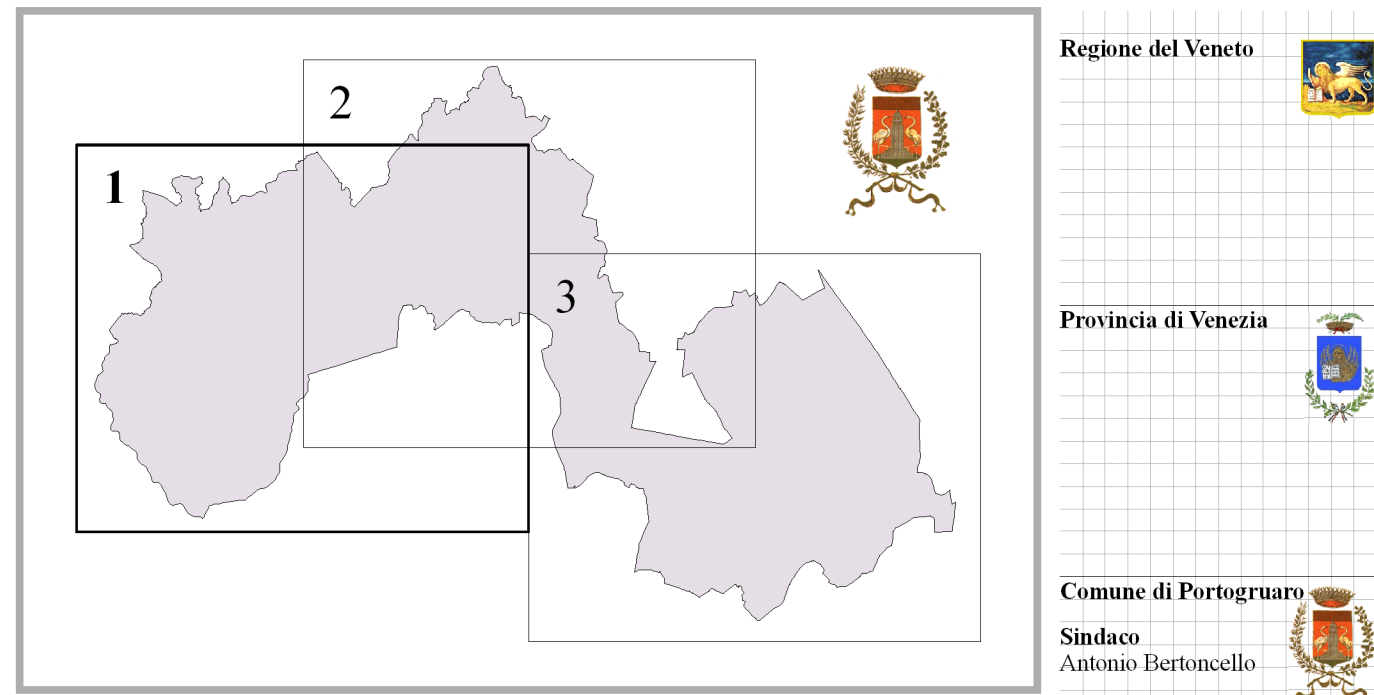 2
1
3
Regione del Veneto
Provincia di Venezia
Comune di Portogruaro
Sindaco
Antonio Bertoncello